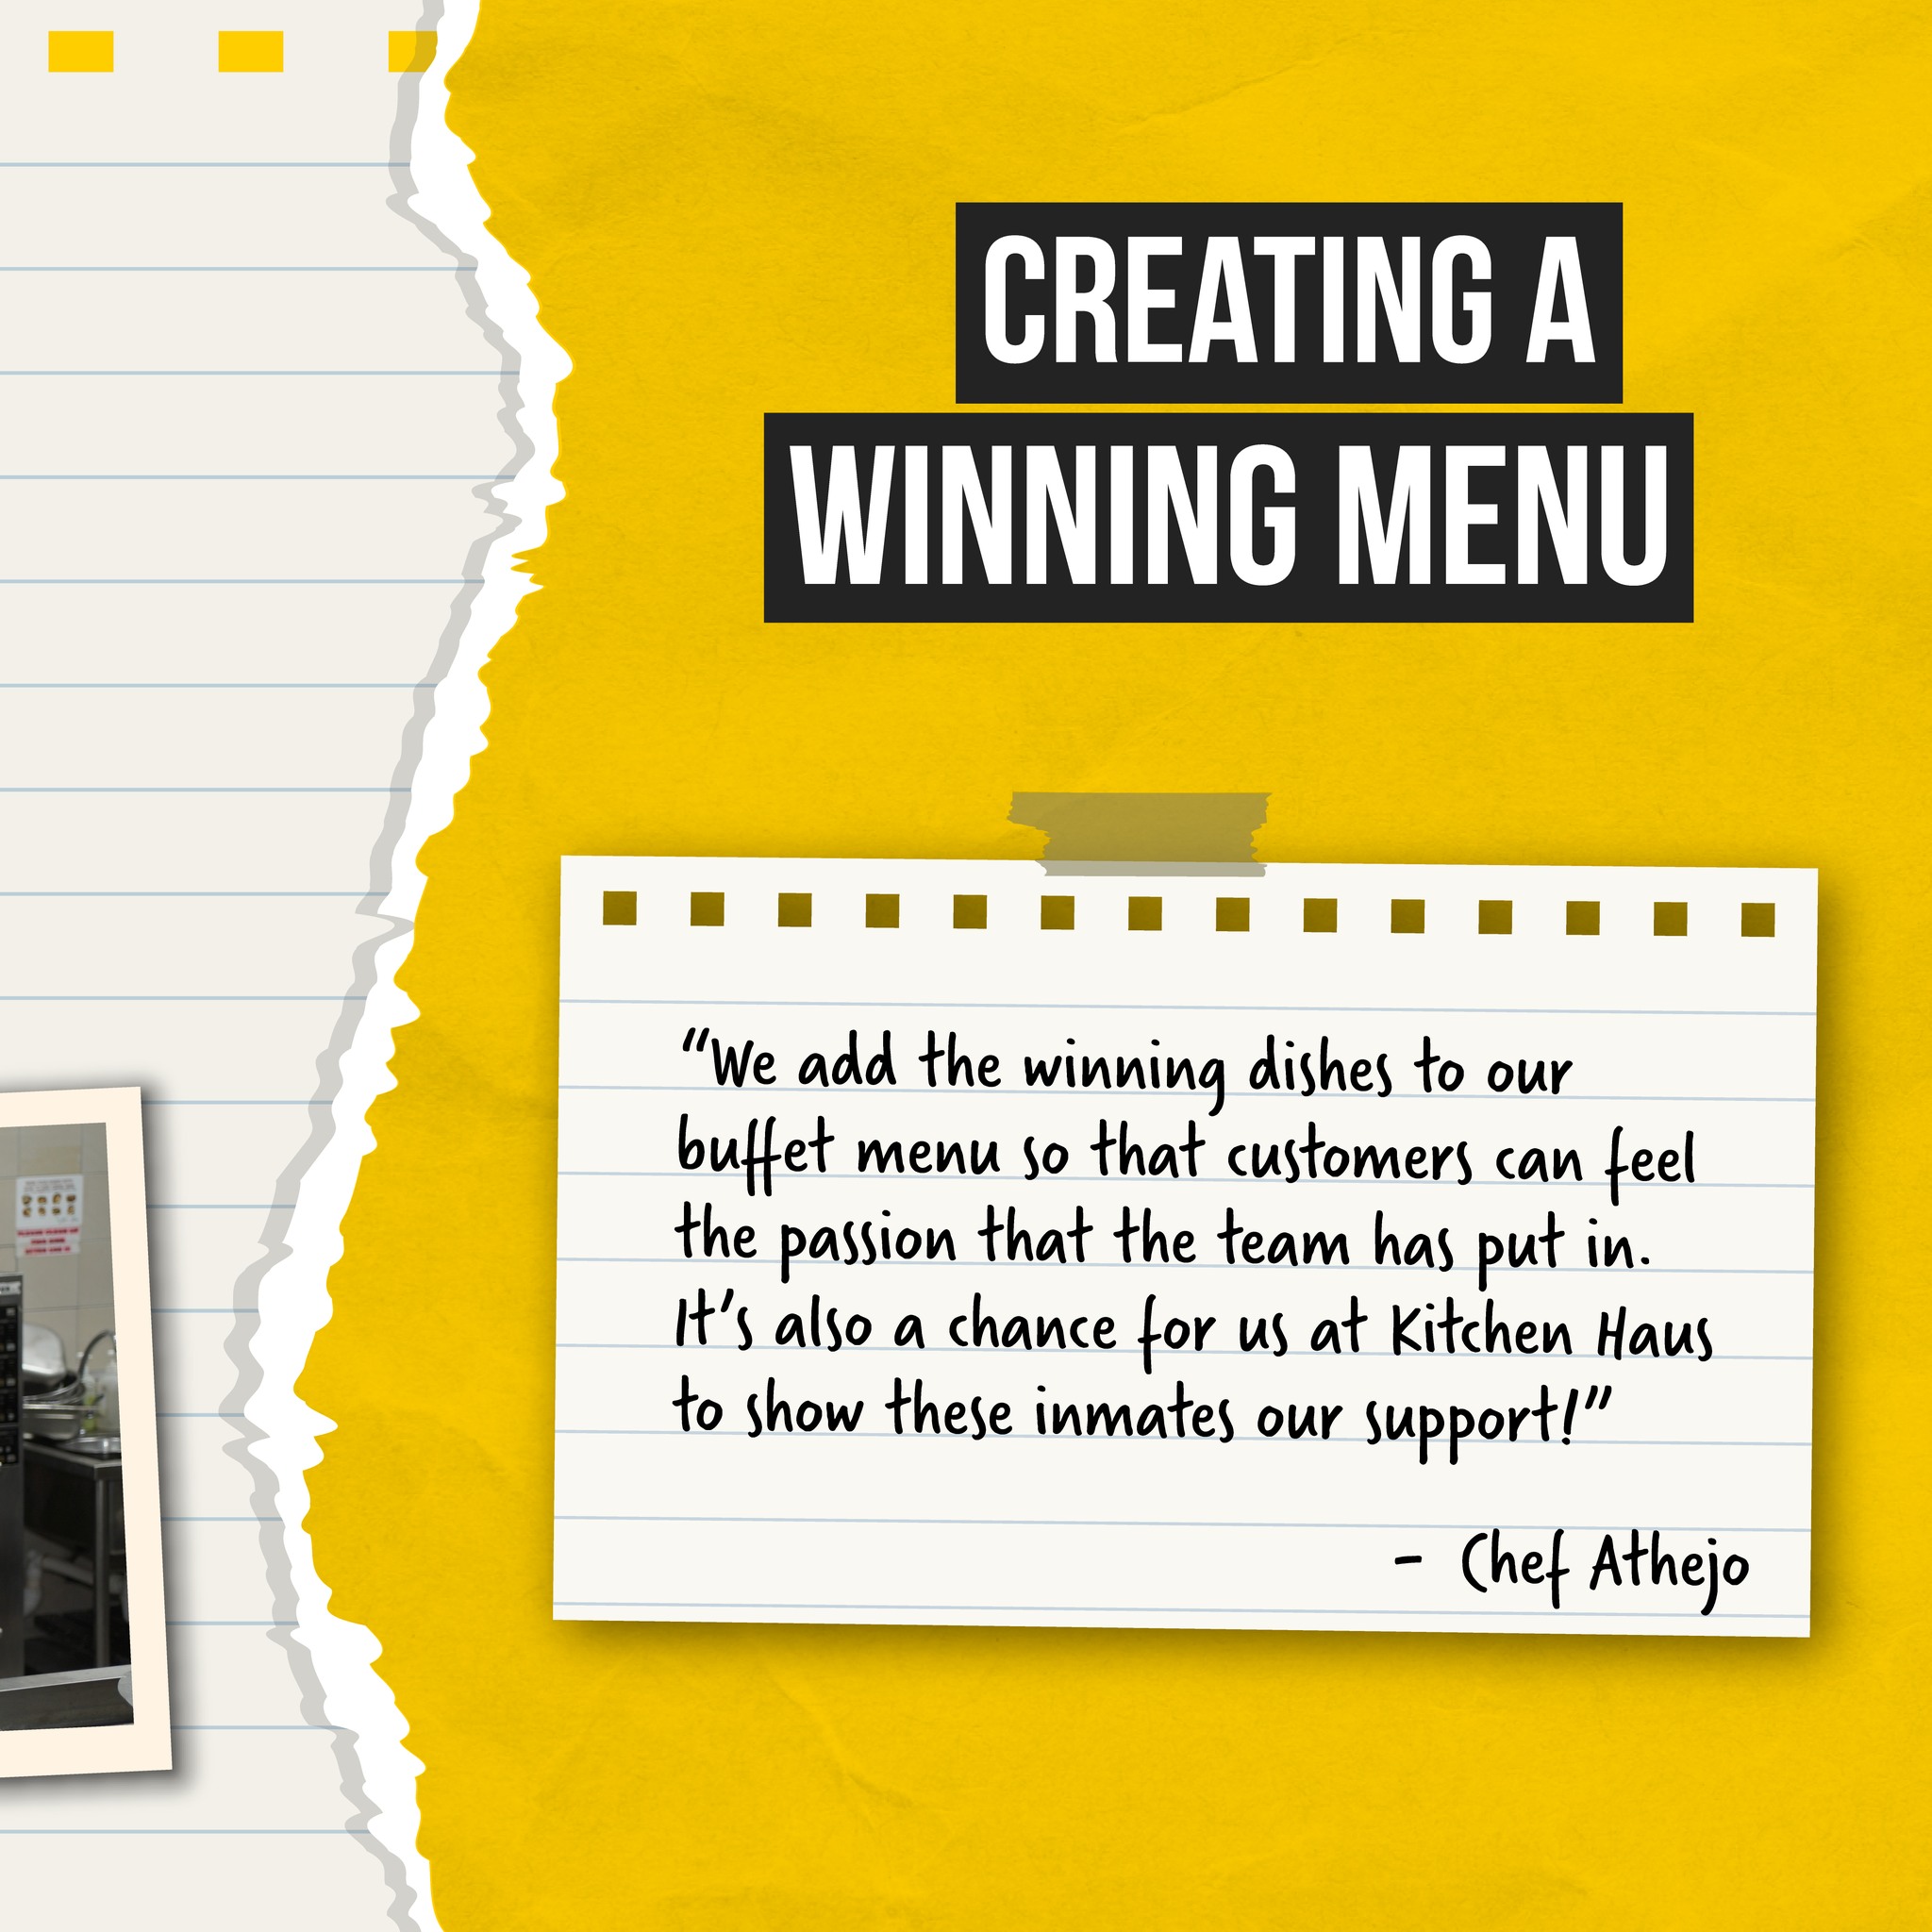 CREATING A
WINNING MENU
“We add the winning dishes to our
buffet menu so that customers can feel
the passion that the team has put in.
It’s also a chance for us at Kitchen Haus
to show these inmates our support!”
- Chef Athejo